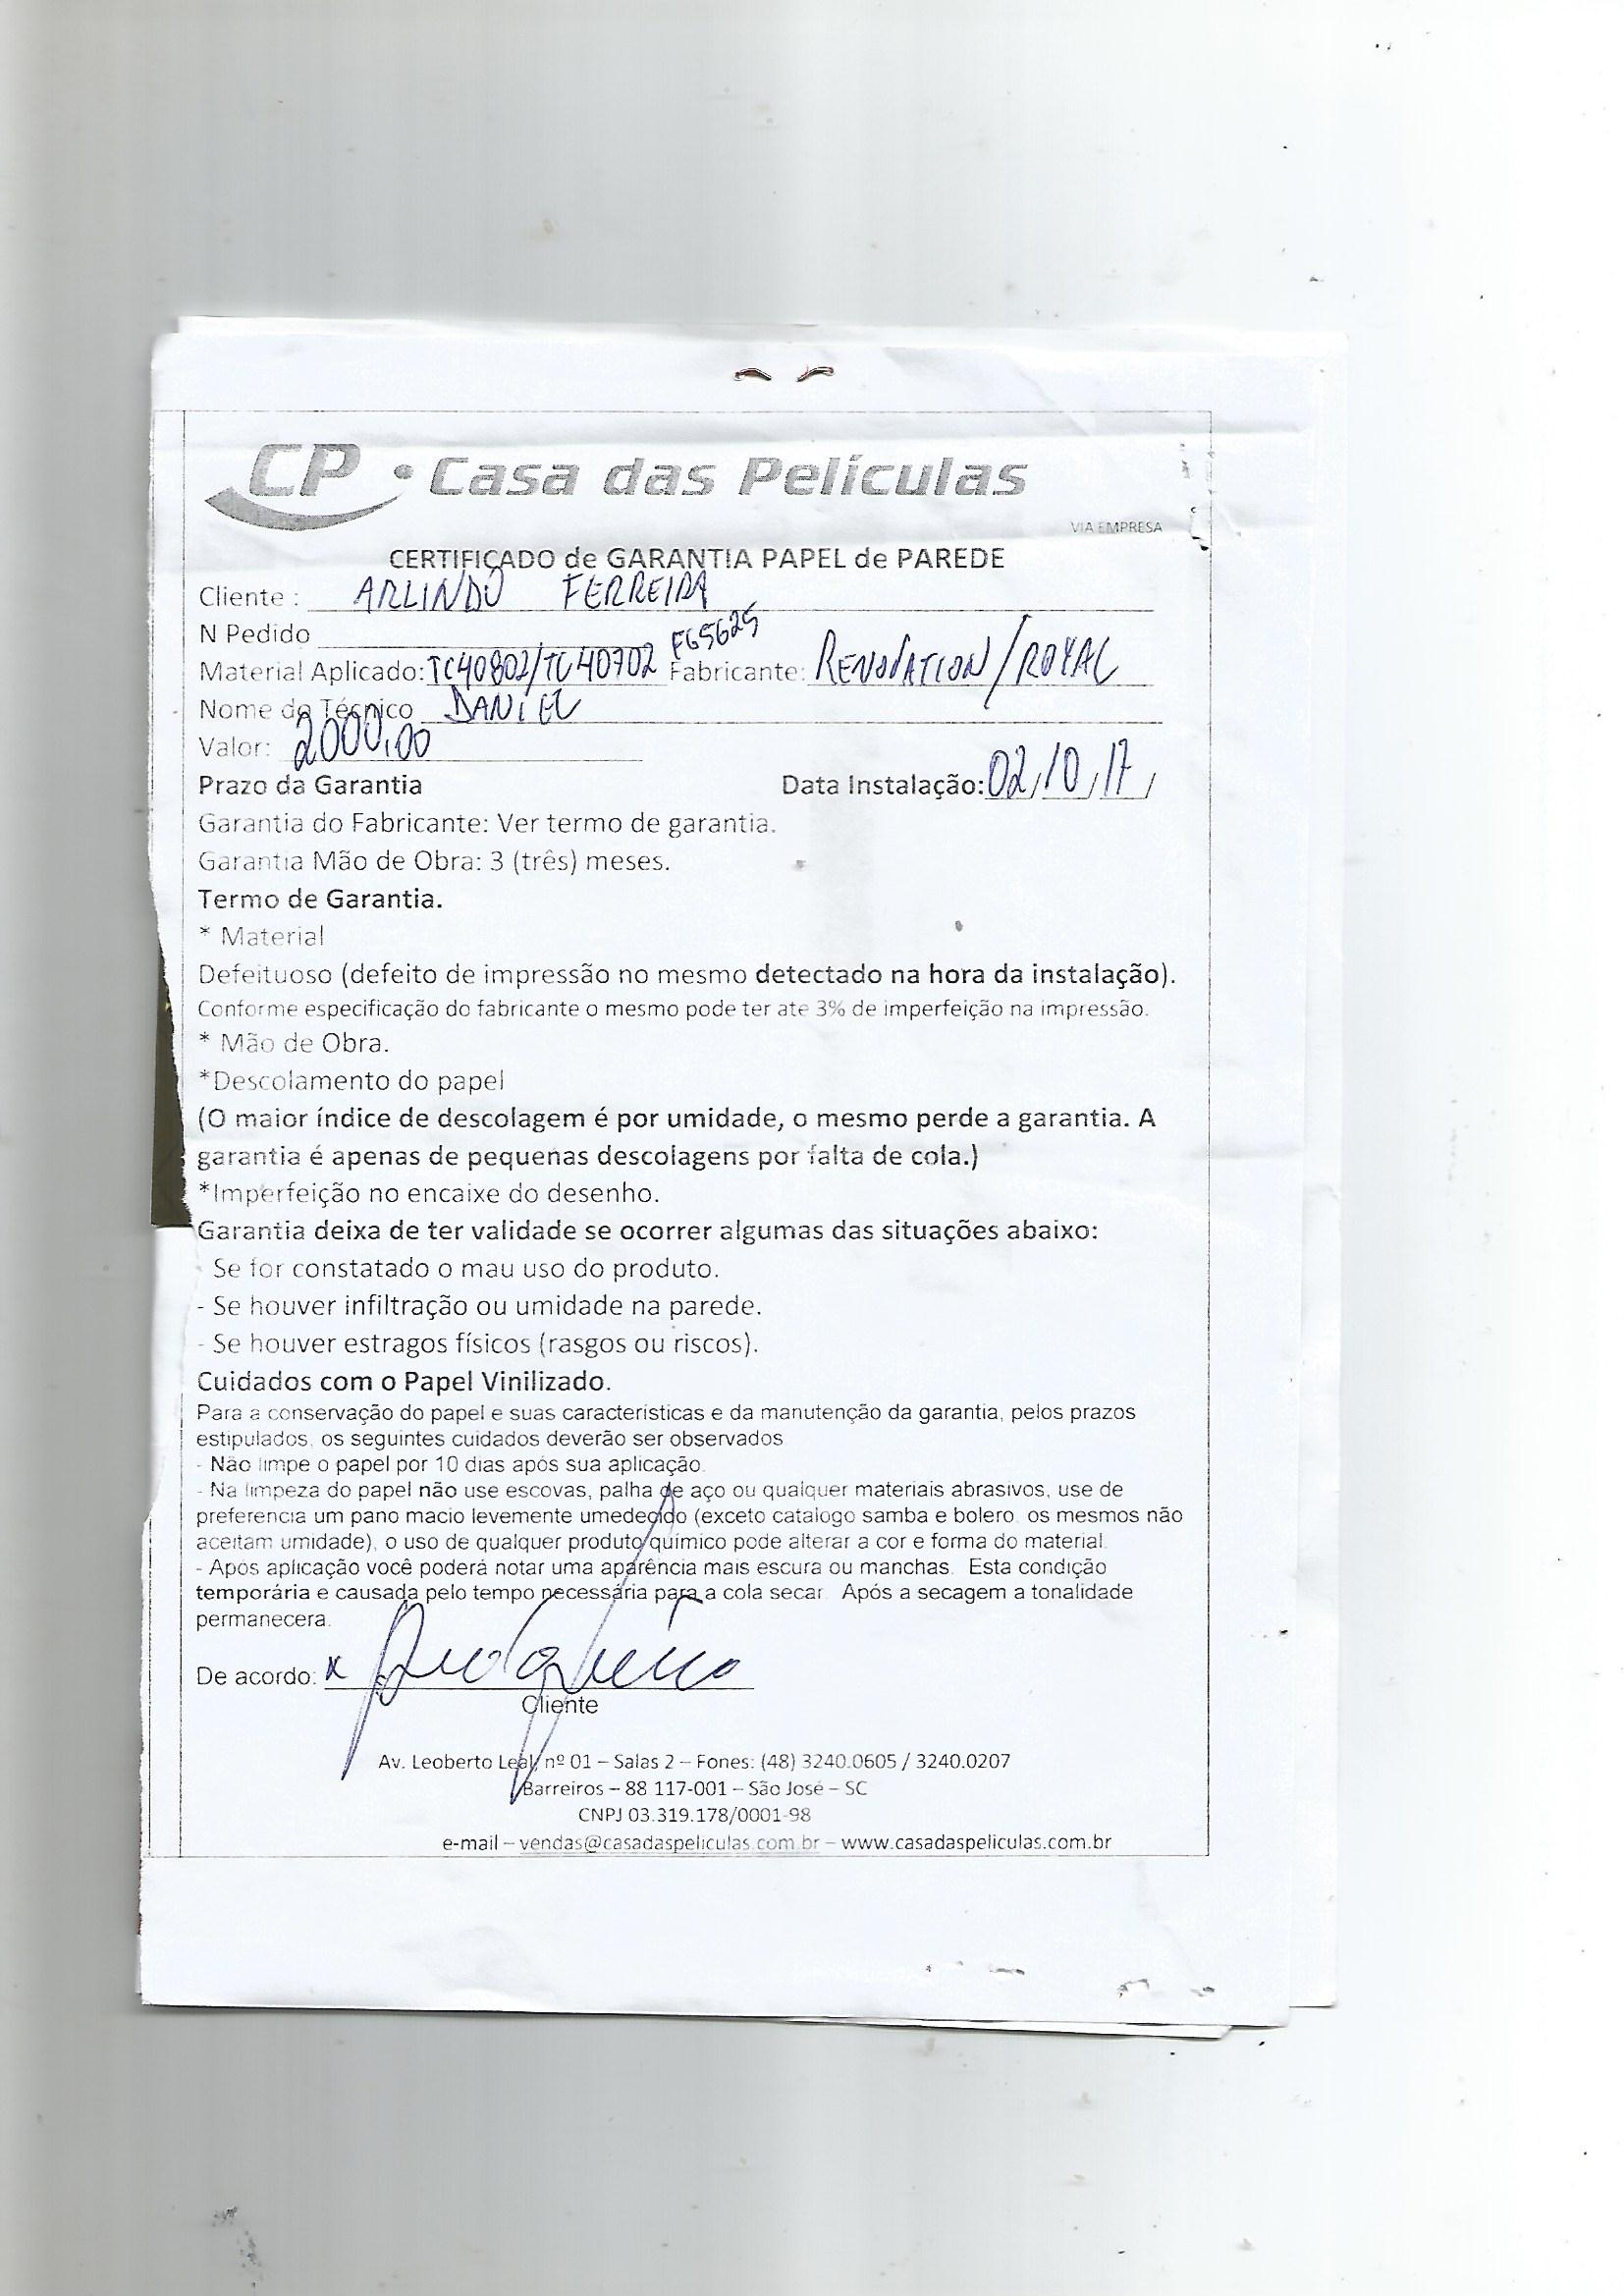 CP • Casa das Películas
VIA EMPRESA
CERTIFICADO de GARANTIA PAPEL de PAREDE
Cliente : ARLINDO FERREIRA
N Pedido
Material Aplicado: TC40802/TC40702 FG5625 Fabricante: RENOVATION/ROYAL
Nome do Técnico DANIEL
Valor: 2000,00
Prazo da Garantia Data Instalação: 02/10/17/
Garantia do Fabricante: Ver termo de garantia.
Garantia Mão de Obra: 3 (três) meses.
Termo de Garantia.
* Material
Defeituoso (defeito de impressão no mesmo detectado na hora da instalação).
Conforme especificação do fabricante o mesmo pode ter ate 3% de imperfeição na impressão.
* Mão de Obra.
*Descolamento do papel
(O maior índice de descolagem é por umidade, o mesmo perde a garantia. A
garantia é apenas de pequenas descolagens por falta de cola.)
*Imperfeição no encaixe do desenho.
Garantia deixa de ter validade se ocorrer algumas das situações abaixo:
Se for constatado o mau uso do produto.
- Se houver infiltração ou umidade na parede.
- Se houver estragos físicos (rasgos ou riscos).
Cuidados com o Papel Vinilizado.
Para a conservação do papel e suas características e da manutenção da garantia, pelos prazos
estipulados, os seguintes cuidados deverão ser observados
- Não limpe o papel por 10 dias após sua aplicação.
- Na limpeza do papel não use escovas, palha de aço ou qualquer materiais abrasivos, use de
preferencia um pano macio levemente umedecido (exceto catalogo samba e bolero, os mesmos não
aceitam umidade), o uso de qualquer produto químico pode alterar a cor e forma do material.
- Após aplicação você poderá notar uma aparência mais escura ou manchas. Esta condição
temporária e causada pelo tempo necessária para a cola secar. Após a secagem a tonalidade
permanecera.
De acordo: x
Cliente
Av. Leoberto Leal, nº 01 – Salas 2 – Fones: (48) 3240.0605 / 3240.0207
Barreiros – 88 117-001 – São José – SC
CNPJ 03.319.178/0001-98
e-mail – vendas@casadaspeliculas.com.br – www.casadaspeliculas.com.br